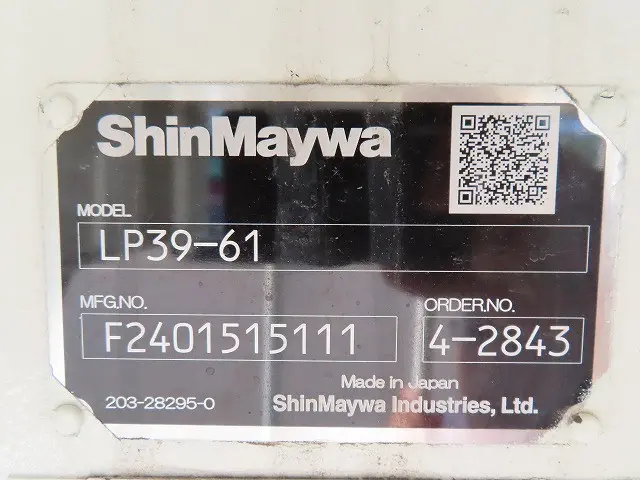 ShinMaywa
MODEL
LP39-61
MFG.NO.
ORDER.NO.
F2401515111
4-2843
Made in Japan
203-28295-0
ShinMaywa Industries, Ltd.